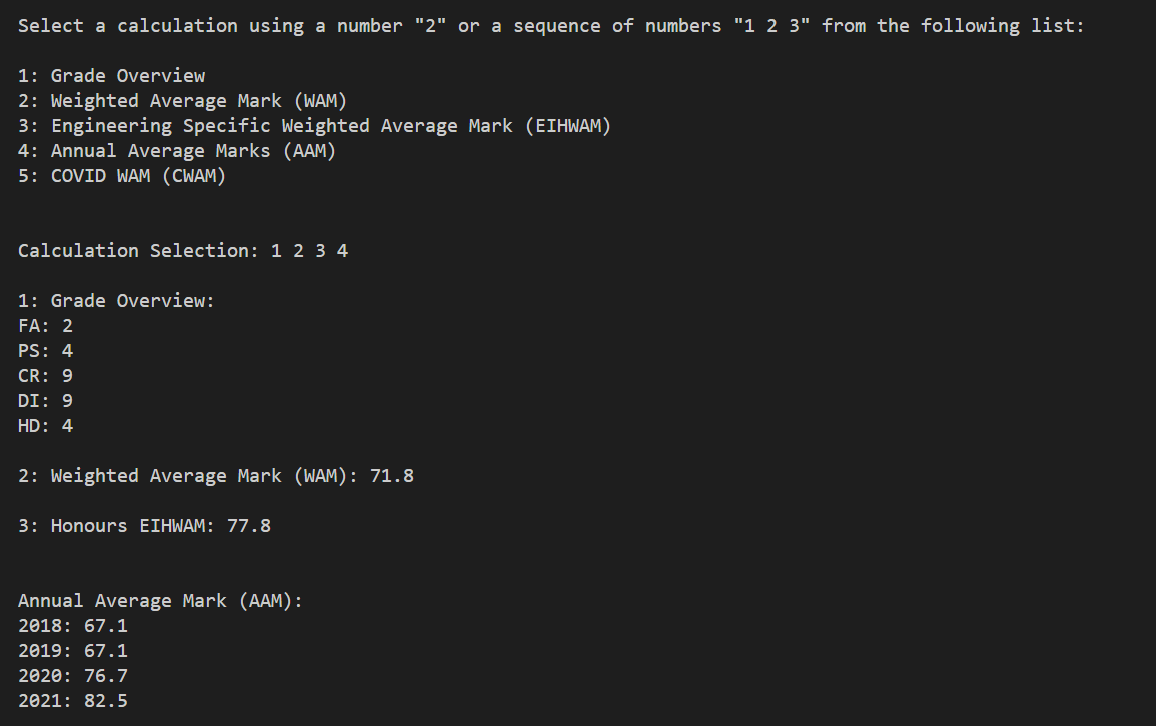 Select a calculation using a number "2" or a sequence of numbers "1 2 3" from the following list:
1: Grade Overview
2: Weighted Average Mark (WAM)
3: Engineering Specific Weighted Average Mark (EIHWAM)
4: Annual Average Marks (AAM)
5: COVID WAM (CWAM)
Calculation Selection: 1 2 3 4
1: Grade Overview:
FA: 2
PS: 4
CR: 9
DI: 9
HD: 4
2: Weighted Average Mark (WAM): 71.8
3: Honours EIHWAM: 77.8
Annual Average Mark (AAM):
2018: 67.1
2019: 67.1
2020: 76.7
2021: 82.5